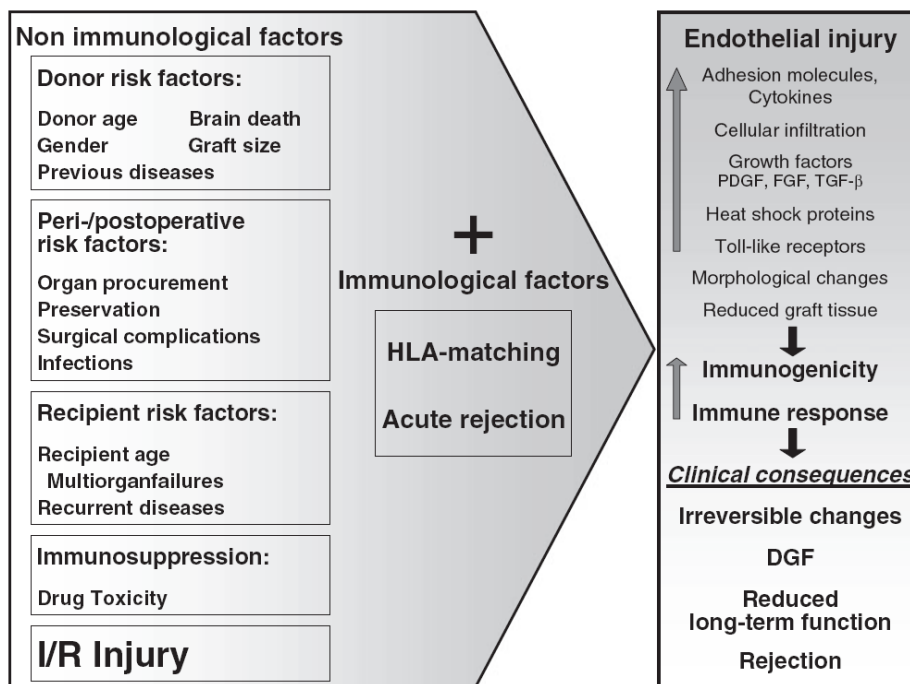 Non immunological factors
Donor risk factors:
Donor age Brain death
Gender Graft size
Previous diseases
Peri-/postoperative
risk factors:
Organ procurement
Preservation
Surgical complications
Infections
Recipient risk factors:
Recipient age
Multiorganfailures
Recurrent diseases
Immunosuppression:
Drug Toxicity
I/R Injury
+
Immunological factors
HLA-matching
Acute rejection
Endothelial injury
Adhesion molecules,
Cytokines
Cellular infiltration
Growth factors
PDGF, FGF, TGF-β
Heat shock proteins
Toll-like receptors
Morphological changes
Reduced graft tissue
Immunogenicity
Immune response
Clinical consequences
Irreversible changes
DGF
Reduced
long-term function
Rejection